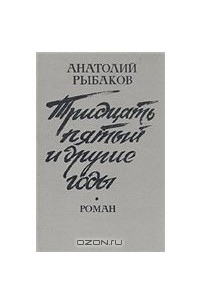 АНАТОЛИЙ
РЫБАКОВ
Тридцать
пятый
и другие
годы
•
РОМАН
OZON.RU